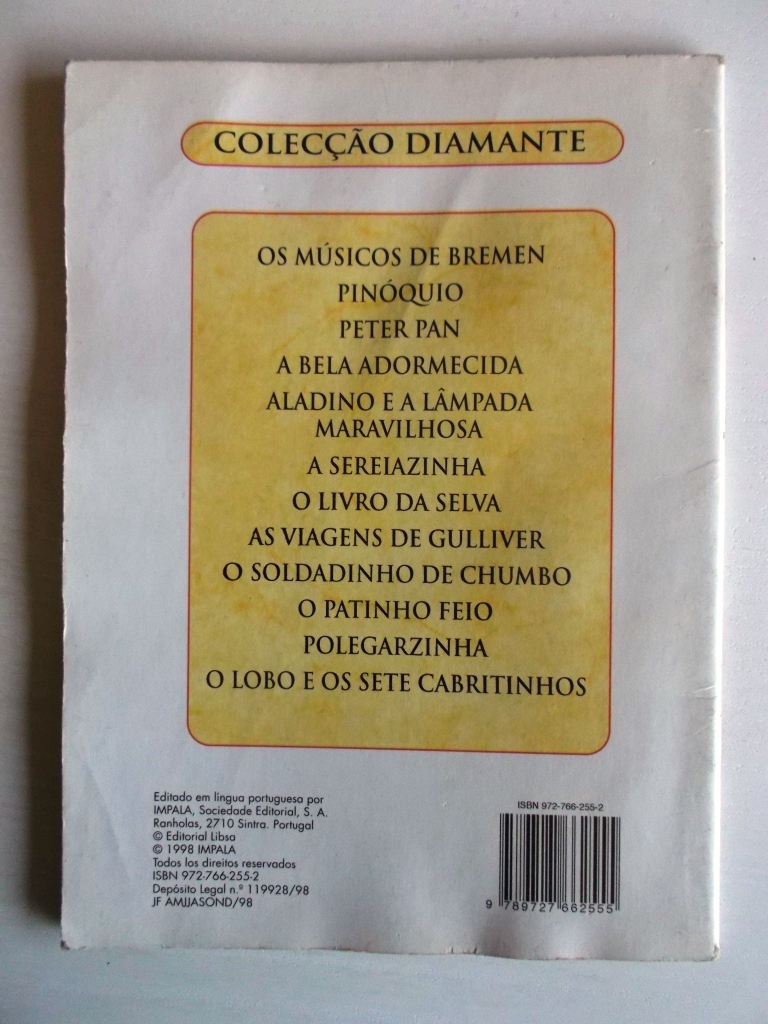 COLECÇÃO DIAMANTE
OS MÚSICOS DE BREMEN
PINÓQUIO
PETER PAN
A BELA ADORMECIDA
ALADINO E A LÂMPADA
MARAVILHOSA
A SEREIAZINHA
O LIVRO DA SELVA
AS VIAGENS DE GULLIVER
O SOLDADINHO DE CHUMBO
O PATINHO FEIO
POLEGARZINHA
O LOBO E OS SETE CABRITINHOS
Editado em língua portuguesa por
IMPALA, Sociedade Editorial, S. A.
Ranholas, 2710 Sintra. Portugal
© Editorial Libsa
© 1998 IMPALA
Todos los direitos reservados
ISBN 972-766-255-2
Depósito Legal n.º 119928/98
JF AMJJASOND/98
ISBN 972-766-255-2
9 789727 662555